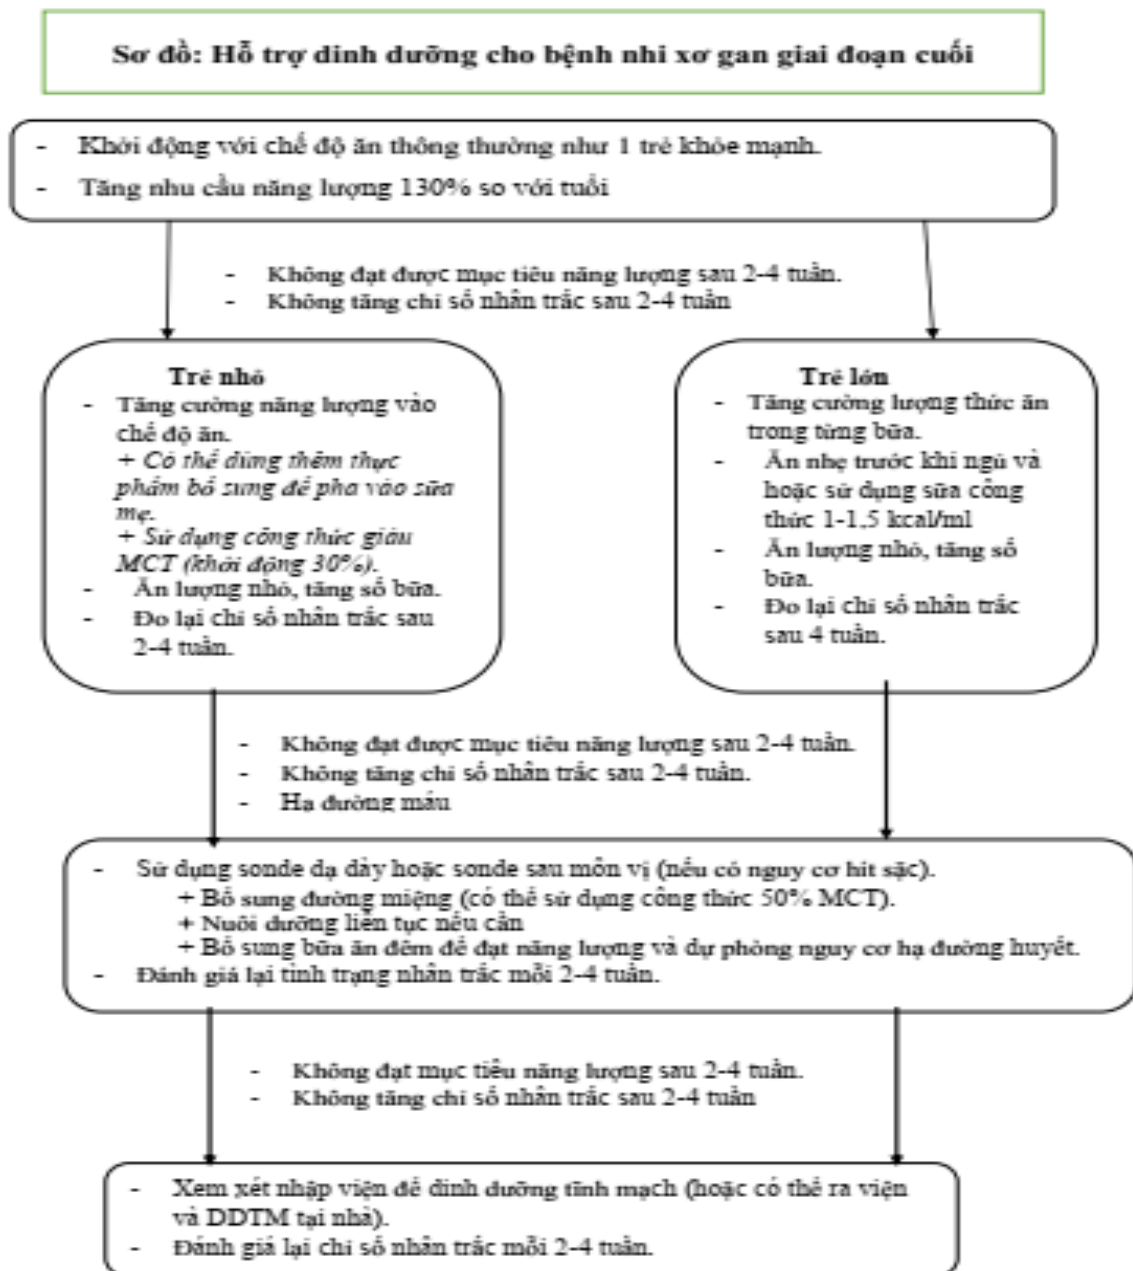 Sơ đồ: Hỗ trợ dinh dưỡng cho bệnh nhi xơ gan giai đoạn cuối
- Khởi động với chế độ ăn thông thường như 1 trẻ khỏe mạnh.
- Tăng nhu cầu năng lượng 130% so với tuổi
- Không đạt được mục tiêu năng lượng sau 2-4 tuần.
- Không tăng chỉ số nhân trắc sau 2-4 tuần
Trẻ nhỏ
- Tăng cường năng lượng vào
chế độ ăn.
+ Có thể dùng thêm thực
phẩm bổ sung để pha vào sữa
mẹ.
+ Sử dụng công thức giàu
MCT (khởi động 30%).
- Ăn lượng nhỏ, tăng số bữa.
- Đo lại chỉ số nhân trắc sau
2-4 tuần.
Trẻ lớn
- Tăng cường lượng thức ăn
trong từng bữa.
- Ăn nhẹ trước khi ngủ và
hoặc sử dụng sữa công
thức 1-1,5 kcal/ml
- Ăn lượng nhỏ, tăng số
bữa.
- Đo lại chỉ số nhân trắc
sau 4 tuần.
- Không đạt được mục tiêu năng lượng sau 2-4 tuần.
- Không tăng chỉ số nhân trắc sau 2-4 tuần.
- Hạ đường máu
- Sử dụng sonde dạ dày hoặc sonde sau môn vị (nếu có nguy cơ hít sặc).
+ Bổ sung đường miệng (có thể sử dụng công thức 50% MCT).
+ Nuôi dưỡng liên tục nếu cần
+ Bổ sung bữa ăn đêm để đạt năng lượng và dự phòng nguy cơ hạ đường huyết.
- Đánh giá lại tình trạng nhân trắc mỗi 2-4 tuần.
- Không đạt mục tiêu năng lượng sau 2-4 tuần.
- Không tăng chỉ số nhân trắc sau 2-4 tuần
- Xem xét nhập viện để dinh dưỡng tĩnh mạch (hoặc có thể ra viện
và DDTM tại nhà).
- Đánh giá lại chỉ số nhân trắc mỗi 2-4 tuần.